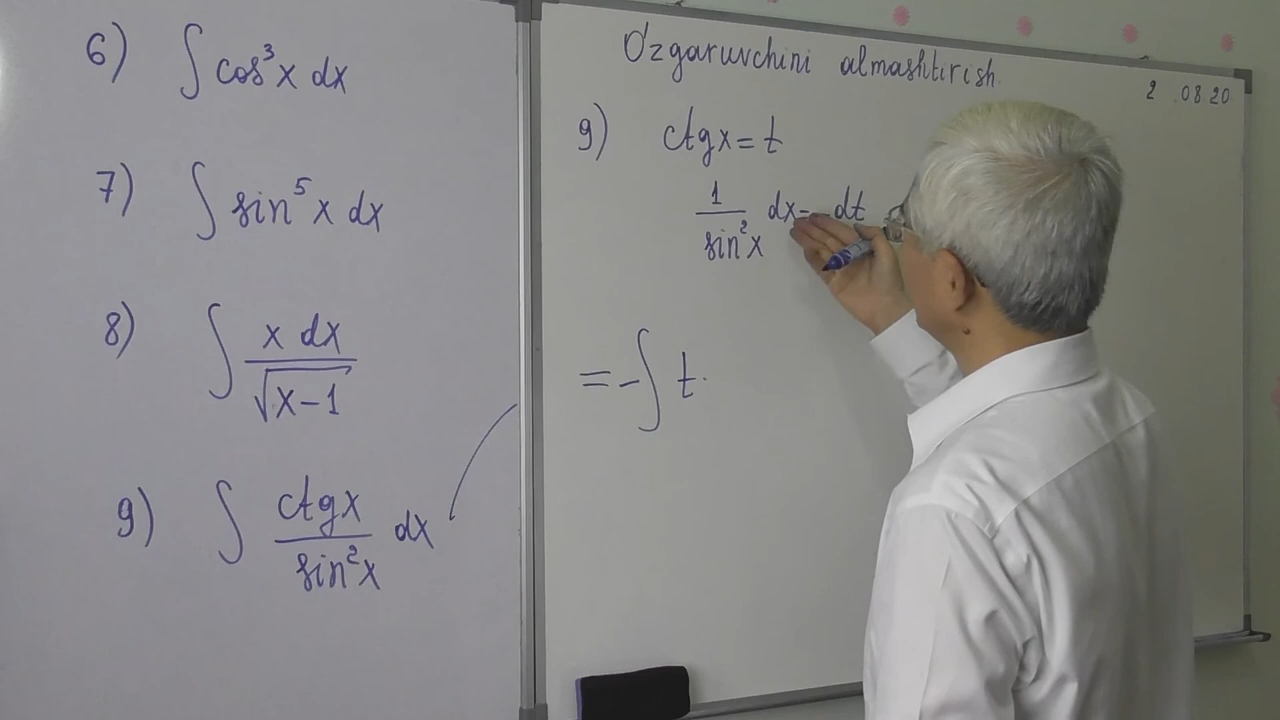 6) ∫ cos³x dx
7) ∫ sin⁵x dx
8) ∫ x dx / √(x-1)
9) ∫ ctgx / sin²x dx
O'zgaruvchini almashtirish
2 .08 20
9) ctgx = t
1 / sin²x dx = - dt
= -∫ t.